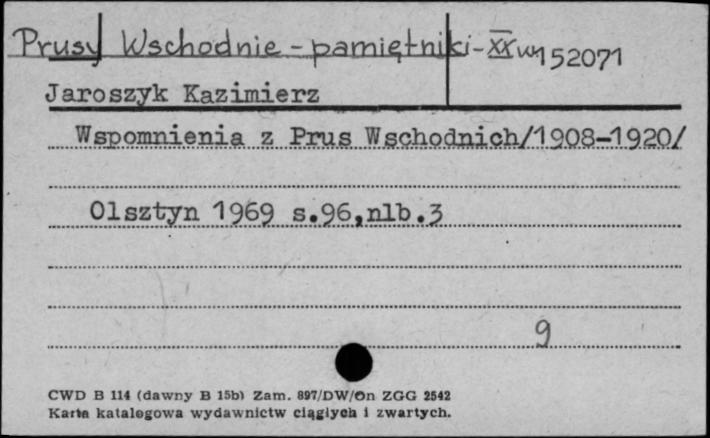 Prusy Wschodnie - pamiętniki - XX w. 152071
Jaroszyk Kazimierz
Wspomnienia z Prus Wschodnich/1908-1920/
Olsztyn 1969 s.96,nlb.3
9
CWD B 114 (dawny B 15b) Zam. 897/DW/Gn ZGG 2542
Karta katalogowa wydawnictw ciągłych i zwartych.